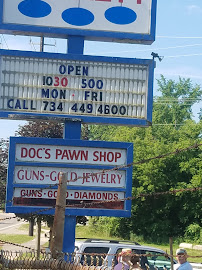 OPEN
1030 500
MON FRI
CALL 734 449 4600
DOC'S PAWN SHOP
GUNS-GOLD-JEWELRY
GUNS-GOLD-DIAMONDS